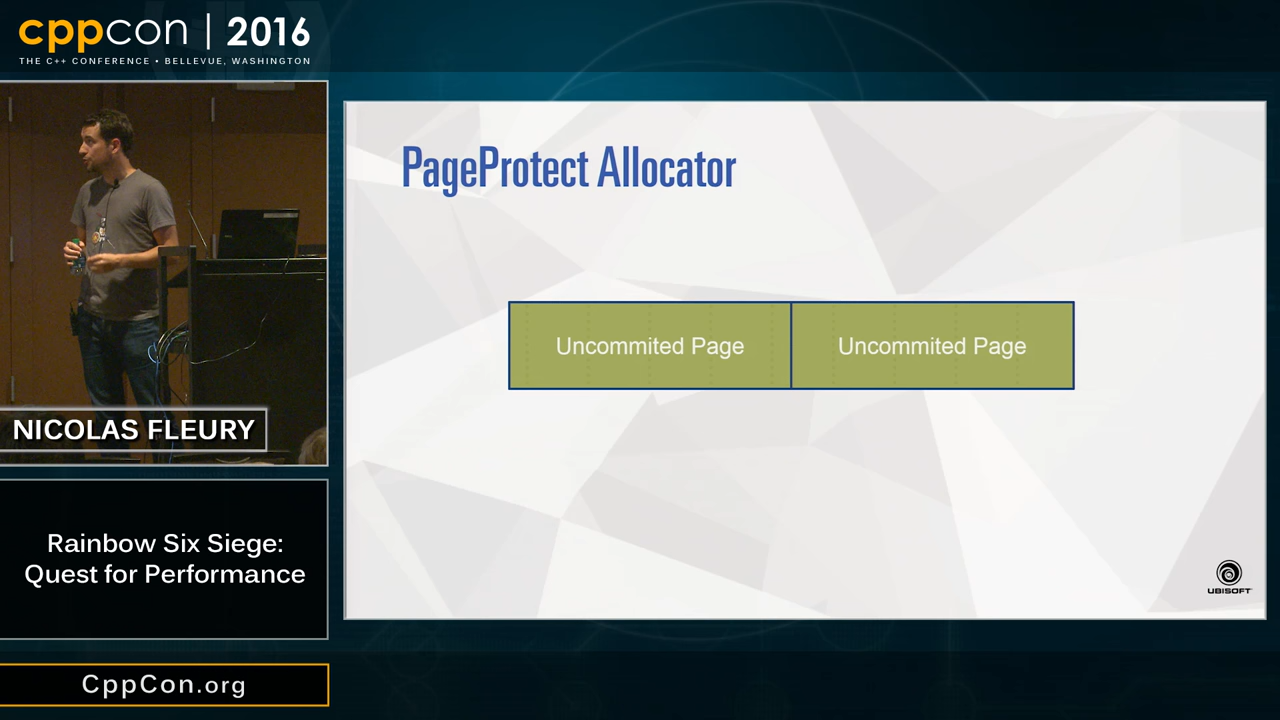 cppcon | 2016
THE C++ CONFERENCE • BELLEVUE, WASHINGTON
PageProtect Allocator
Uncommited Page
Uncommited Page
NICOLAS FLEURY
Rainbow Six Siege:
Quest for Performance
UBISOFT
CppCon.org